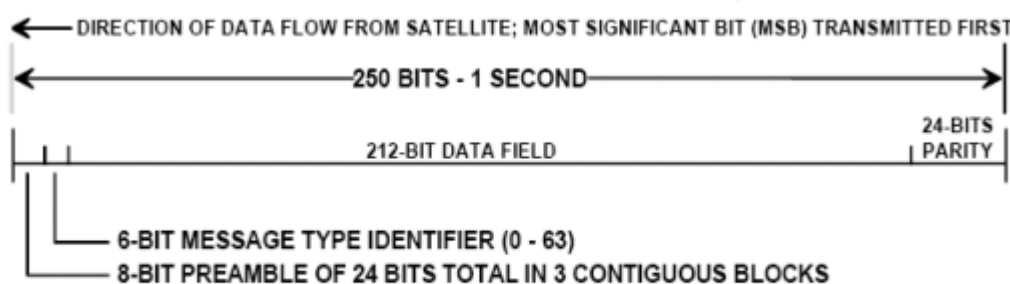 DIRECTION OF DATA FLOW FROM SATELLITE; MOST SIGNIFICANT BIT (MSB) TRANSMITTED FIRST
250 BITS - 1 SECOND
24-BITS
212-BIT DATA FIELD PARITY
6-BIT MESSAGE TYPE IDENTIFIER (0 - 63)
8-BIT PREAMBLE OF 24 BITS TOTAL IN 3 CONTIGUOUS BLOCKS